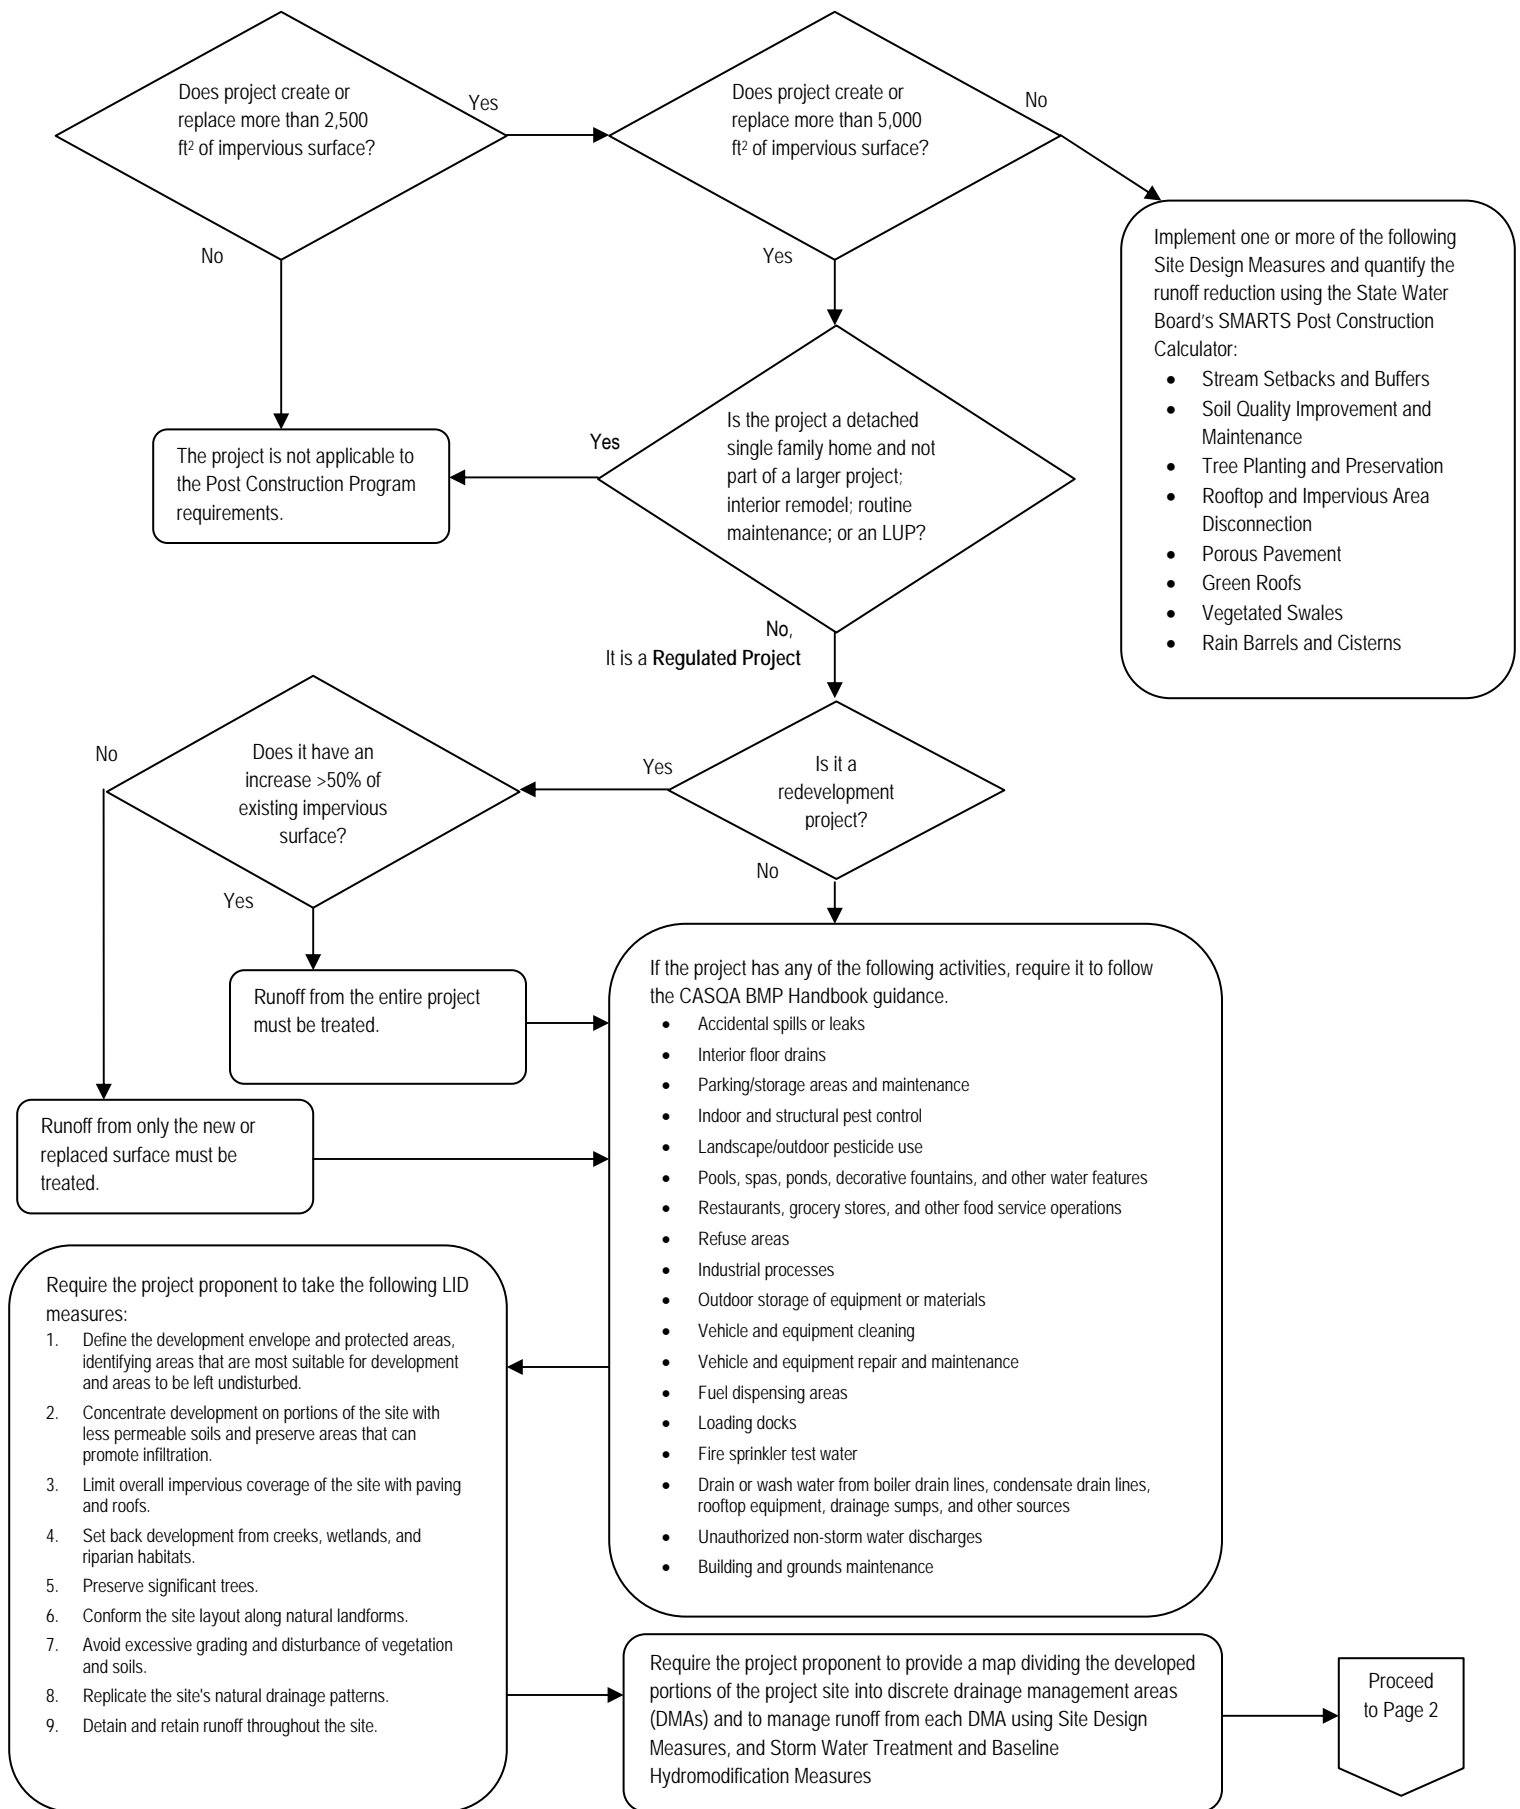 Does project create or
replace more than 2,500
ft² of impervious surface?
Yes
No
Does project create or
replace more than 5,000
ft² of impervious surface?
No
Yes
Implement one or more of the following
Site Design Measures and quantify the
runoff reduction using the State Water
Board's SMARTS Post Construction
Calculator:
• Stream Setbacks and Buffers
• Soil Quality Improvement and
Maintenance
• Tree Planting and Preservation
• Rooftop and Impervious Area
Disconnection
• Porous Pavement
• Green Roofs
• Vegetated Swales
• Rain Barrels and Cisterns
Is the project a detached
single family home and not
part of a larger project;
interior remodel; routine
maintenance; or an LUP?
Yes
The project is not applicable to
the Post Construction Program
requirements.
No,
It is a Regulated Project
Is it a
redevelopment
project?
Yes
No
Does it have an
increase >50% of
existing impervious
surface?
No
Yes
Runoff from the entire project
must be treated.
Runoff from only the new or
replaced surface must be
treated.
If the project has any of the following activities, require it to follow
the CASQA BMP Handbook guidance.
• Accidental spills or leaks
• Interior floor drains
• Parking/storage areas and maintenance
• Indoor and structural pest control
• Landscape/outdoor pesticide use
• Pools, spas, ponds, decorative fountains, and other water features
• Restaurants, grocery stores, and other food service operations
• Refuse areas
• Industrial processes
• Outdoor storage of equipment or materials
• Vehicle and equipment cleaning
• Vehicle and equipment repair and maintenance
• Fuel dispensing areas
• Loading docks
• Fire sprinkler test water
• Drain or wash water from boiler drain lines, condensate drain lines,
rooftop equipment, drainage sumps, and other sources
• Unauthorized non-storm water discharges
• Building and grounds maintenance
Require the project proponent to take the following LID
measures:
1. Define the development envelope and protected areas,
identifying areas that are most suitable for development
and areas to be left undisturbed.
2. Concentrate development on portions of the site with
less permeable soils and preserve areas that can
promote infiltration.
3. Limit overall impervious coverage of the site with paving
and roofs.
4. Set back development from creeks, wetlands, and
riparian habitats.
5. Preserve significant trees.
6. Conform the site layout along natural landforms.
7. Avoid excessive grading and disturbance of vegetation
and soils.
8. Replicate the site's natural drainage patterns.
9. Detain and retain runoff throughout the site.
Require the project proponent to provide a map dividing the developed
portions of the project site into discrete drainage management areas
(DMAs) and to manage runoff from each DMA using Site Design
Measures, and Storm Water Treatment and Baseline
Hydromodification Measures
Proceed
to Page 2